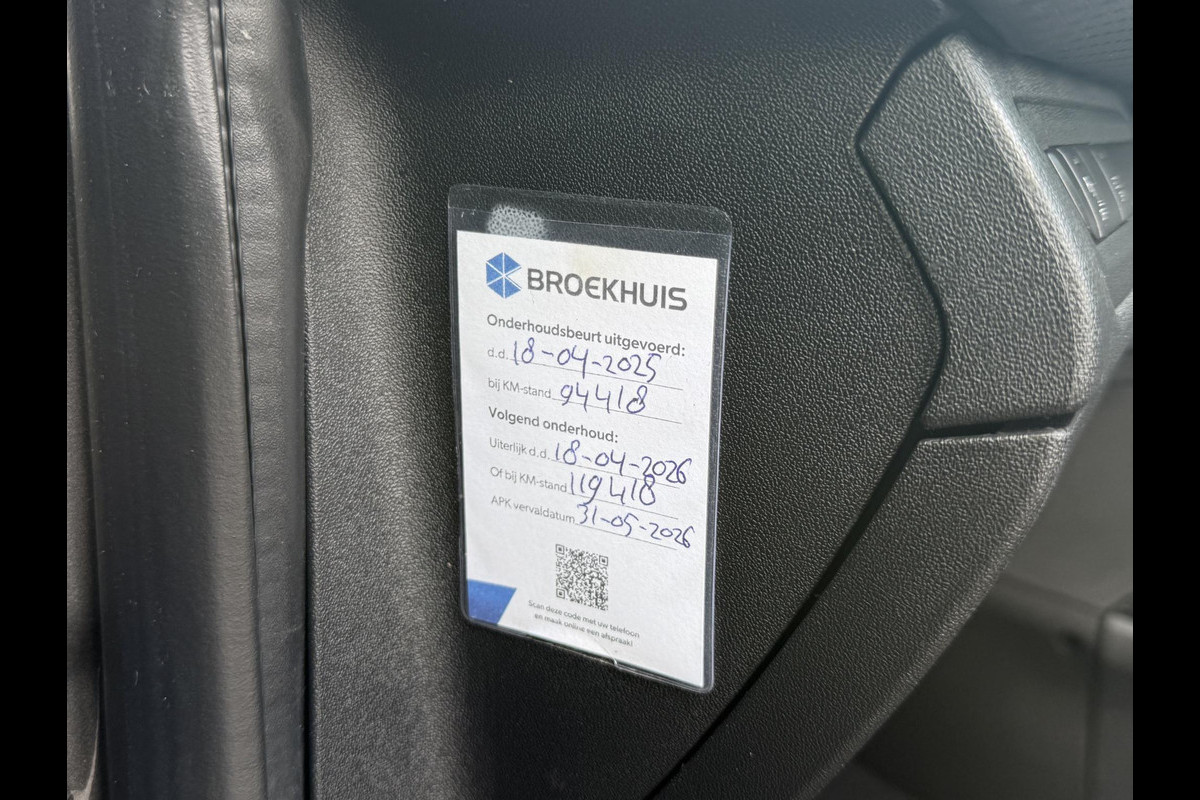 BROEKHUIS
Onderhoudsbeurt uitgevoerd:
d.d. 18-04-2025
bij KM-stand 94418
Volgend onderhoud:
Uiterlijk d.d. 18-04-2026
Of bij KM-stand 119418
APK vervaldatum 31-05-2026
Scan deze code met uw telefoon
en maak online een afspraak!